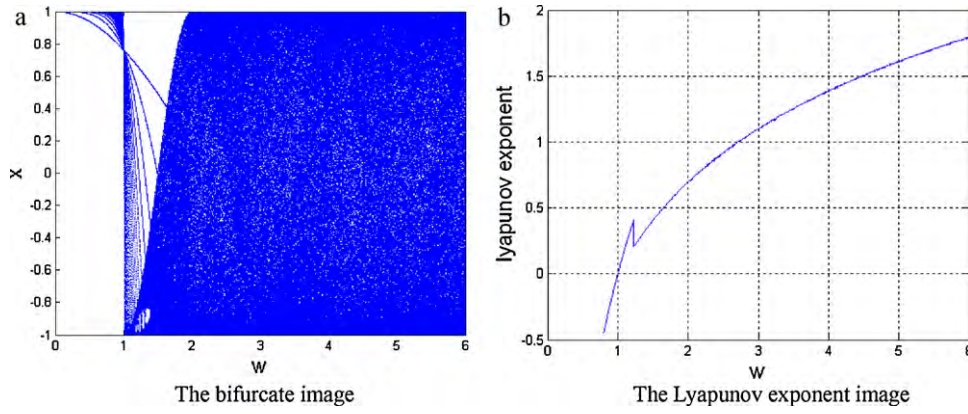 a
1
0.8
0.6
0.4
0.2
0
-0.2
-0.4
-0.6
-0.8
-1
x
0 1 2 3 4 5 6
w
The bifurcate image
b
2
1.5
1
0.5
0
-0.5
lyapunov exponent
0 1 2 3 4 5 6
w
The Lyapunov exponent image